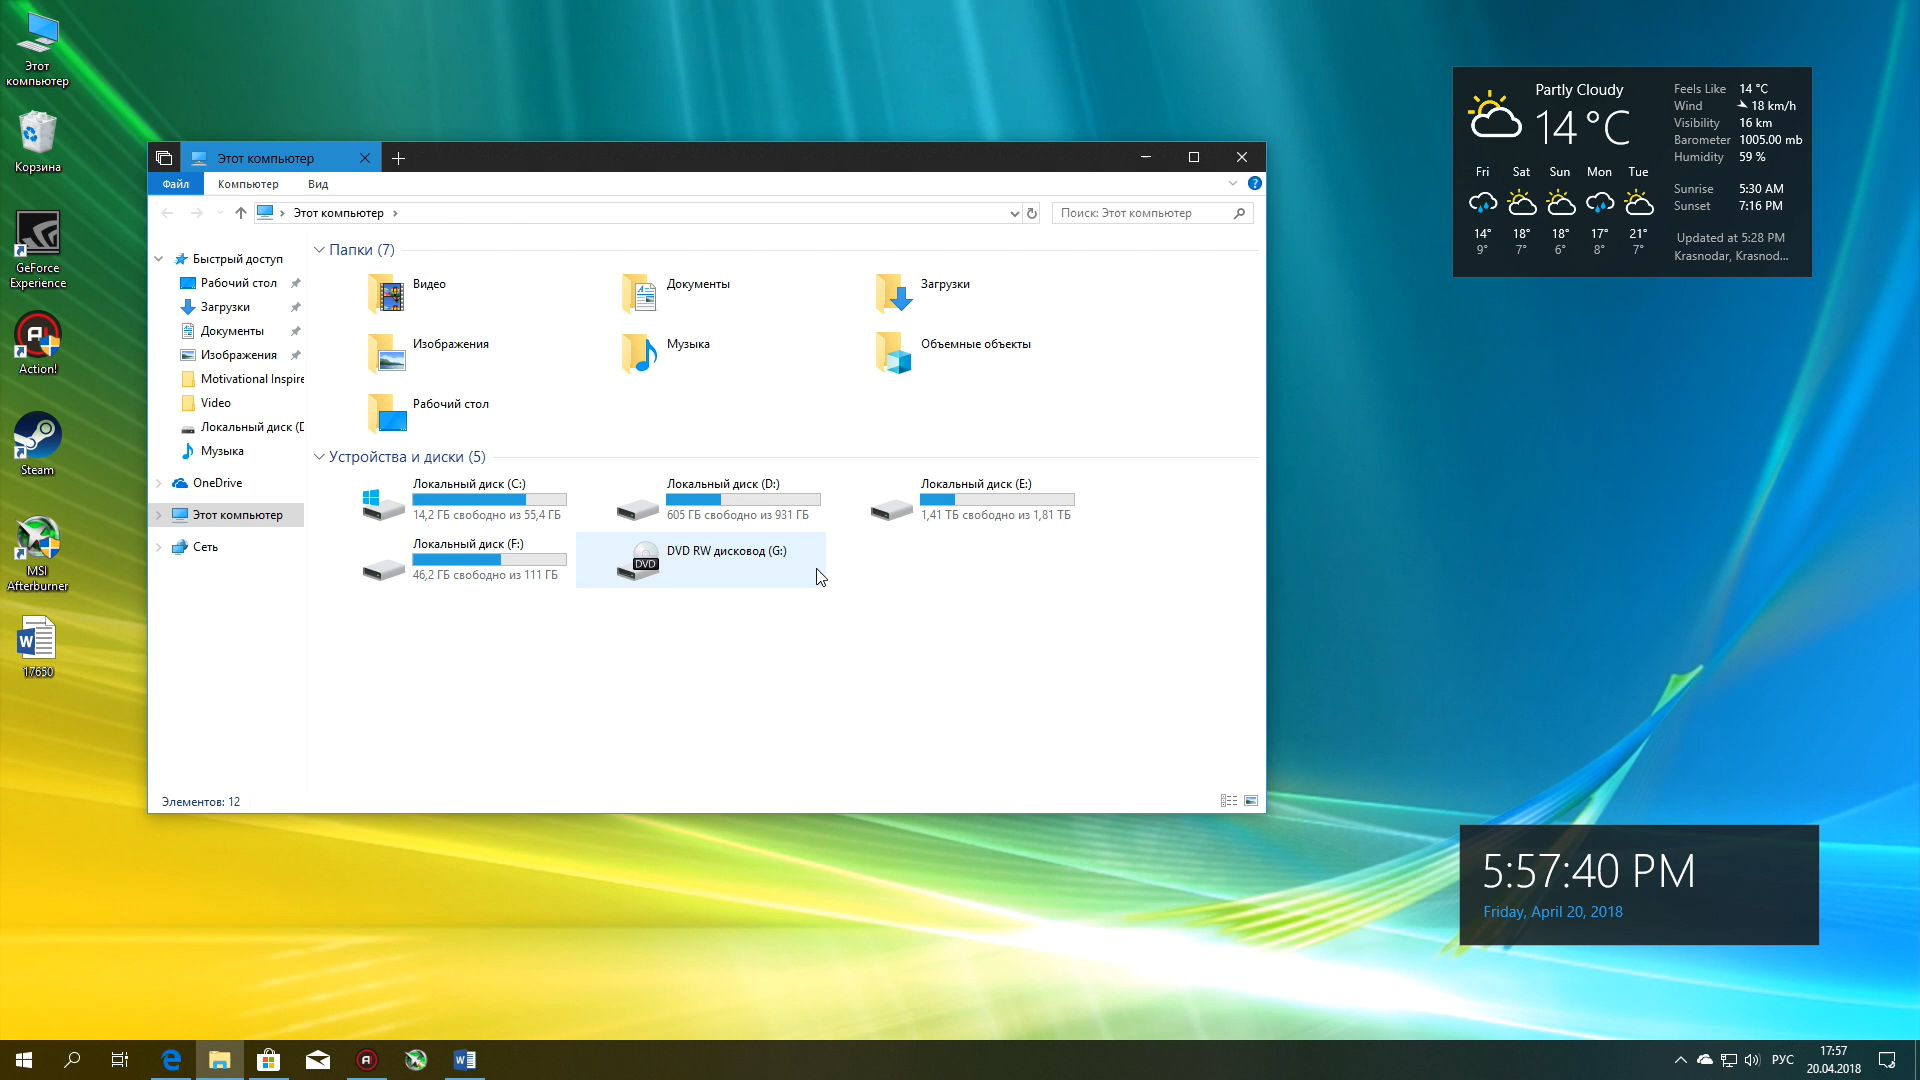 Этот
компьютер
Корзина
GeForce
Experience
Action!
Steam
MSI
Afterburner
17650
Этот компьютер
Файл
Компьютер
Вид
Этот компьютер
Поиск: Этот компьютер
Быстрый доступ
Рабочий стол
Загрузки
Документы
Изображения
Motivational Inspire
Video
Локальный диск (D
Музыка
OneDrive
Этот компьютер
Сеть
Папки (7)
Видео
Документы
Загрузки
Изображения
Музыка
Объемные объекты
Рабочий стол
Устройства и диски (5)
Локальный диск (C:)
14,2 ГБ свободно из 55,4 ГБ
Локальный диск (D:)
605 ГБ свободно из 931 ГБ
Локальный диск (E:)
1,41 ТБ свободно из 1,81 ТБ
Локальный диск (F:)
46,2 ГБ свободно из 111 ГБ
DVD RW дисковод (G:)
DVD
Элементов: 12
Partly Cloudy
14 °C
Feels Like 14 °C
Wind 18 km/h
Visibility 16 km
Barometer 1005.00 mb
Humidity 59 %
Sunrise 5:30 AM
Sunset 7:16 PM
Updated at 5:28 PM
Krasnodar, Krasnod...
Fri Sat Sun Mon Tue
14° 18° 18° 17° 21°
9° 7° 6° 8° 7°
5:57:40 PM
Friday, April 20, 2018
РУС
17:57
20.04.2018